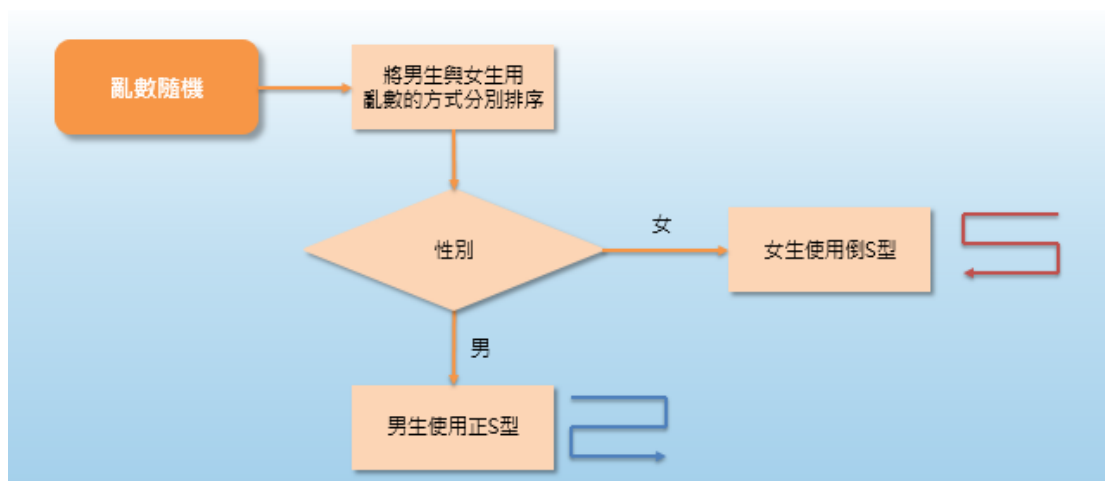 亂數隨機
將男生與女生用
亂數的方式分別排序
性別
女
女生使用倒S型
男
男生使用正S型